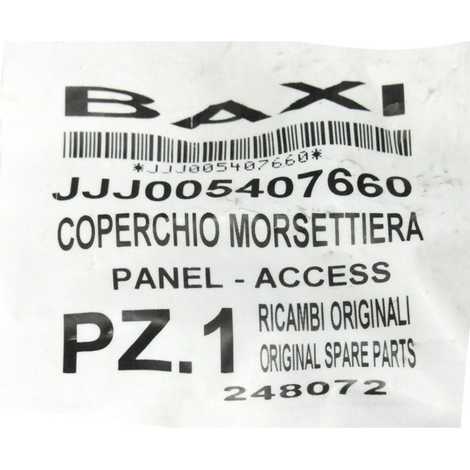 BAXI
*JJJ005407660*
JJJ005407660
COPERCHIO MORSETTIERA
PANEL - ACCESS
PZ.1
RICAMBI ORIGINALI
ORIGINAL SPARE PARTS
248072